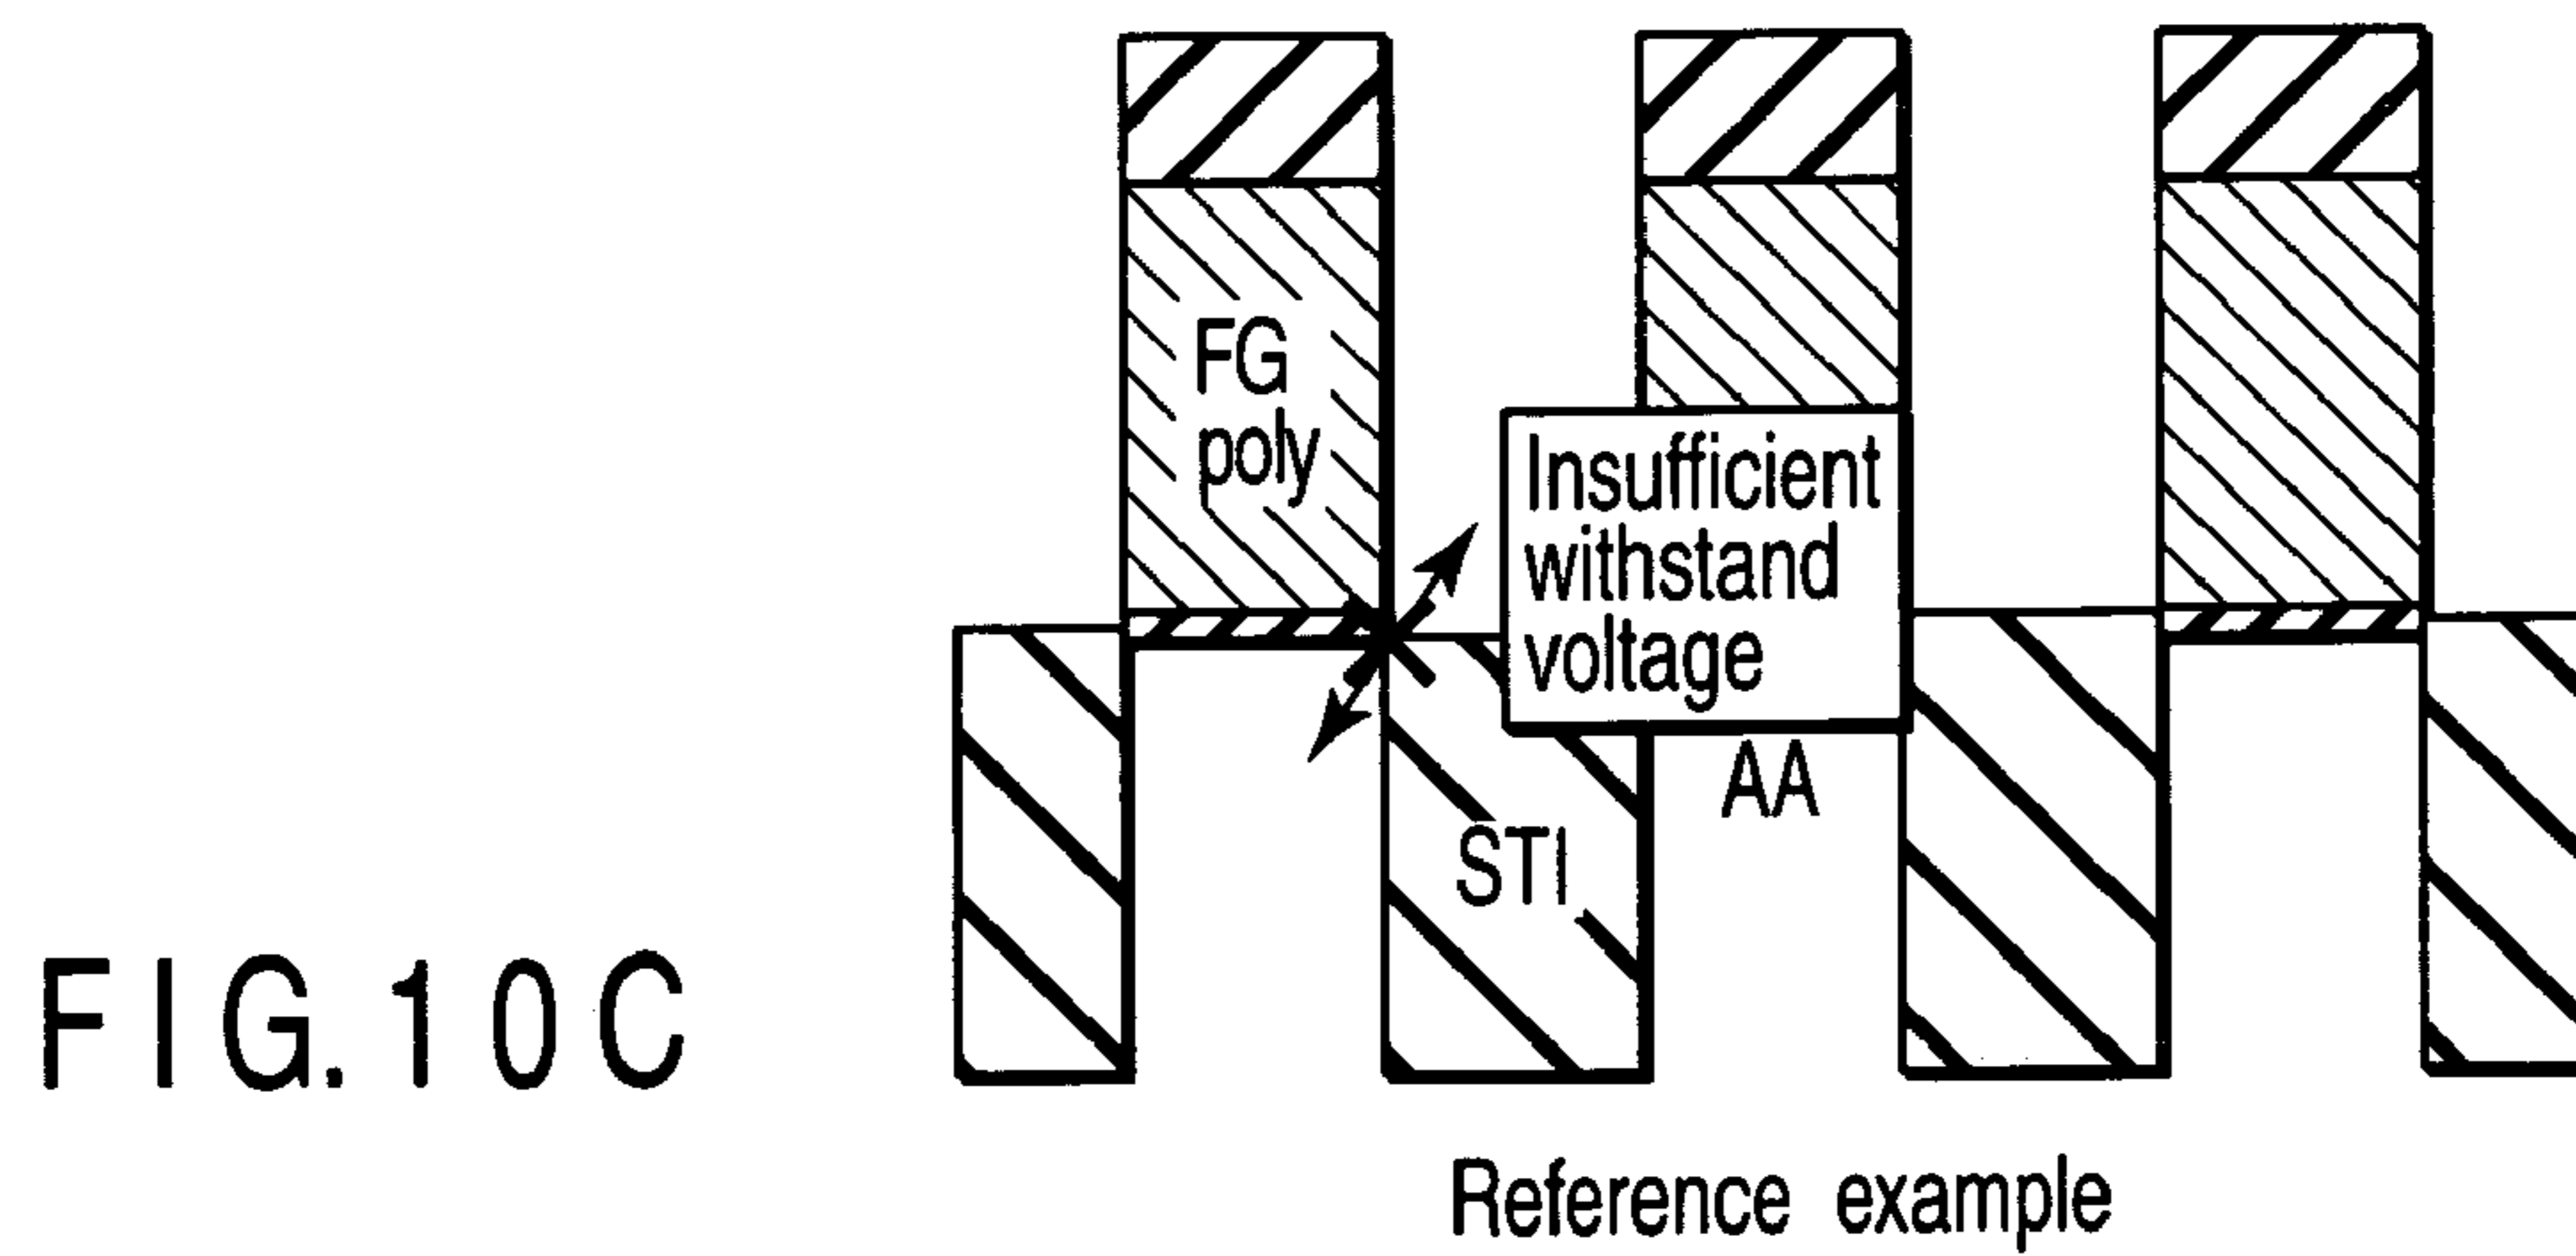 FG
poly
Insufficient
withstand
voltage
AA
STI
FIG.10C
Reference example